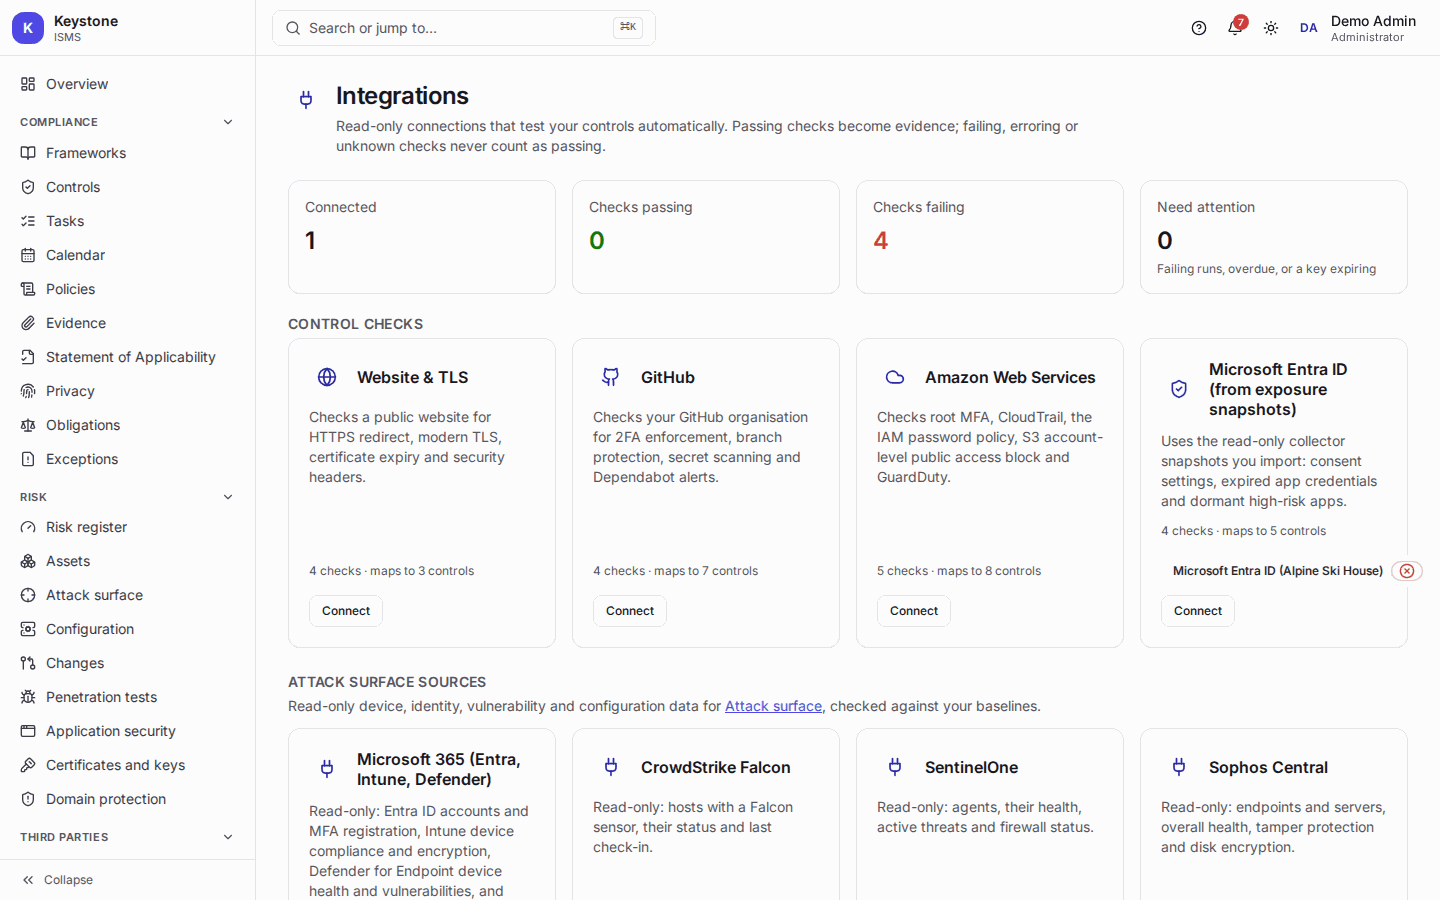 K
Keystone
ISMS
Search or jump to...
⌘K
7
DA
Demo Admin
Administrator
Overview
COMPLIANCE
Frameworks
Controls
Tasks
Calendar
Policies
Evidence
Statement of Applicability
Privacy
Obligations
Exceptions
RISK
Risk register
Assets
Attack surface
Configuration
Changes
Penetration tests
Application security
Certificates and keys
Domain protection
THIRD PARTIES
Collapse
Integrations
Read-only connections that test your controls automatically. Passing checks become evidence; failing, erroring or
unknown checks never count as passing.
Connected
1
Checks passing
0
Checks failing
4
Need attention
0
Failing runs, overdue, or a key expiring
CONTROL CHECKS
Website & TLS
Checks a public website for
HTTPS redirect, modern TLS,
certificate expiry and security
headers.
4 checks · maps to 3 controls
Connect
GitHub
Checks your GitHub organisation
for 2FA enforcement, branch
protection, secret scanning and
Dependabot alerts.
4 checks · maps to 7 controls
Connect
Amazon Web Services
Checks root MFA, CloudTrail, the
IAM password policy, S3 account-
level public access block and
GuardDuty.
5 checks · maps to 8 controls
Connect
Microsoft Entra ID
(from exposure
snapshots)
Uses the read-only collector
snapshots you import: consent
settings, expired app credentials
and dormant high-risk apps.
4 checks · maps to 5 controls
Microsoft Entra ID (Alpine Ski House)
Connect
ATTACK SURFACE SOURCES
Read-only device, identity, vulnerability and configuration data for Attack surface, checked against your baselines.
Microsoft 365 (Entra,
Intune, Defender)
Read-only: Entra ID accounts and
MFA registration, Intune device
compliance and encryption,
Defender for Endpoint device
health and vulnerabilities, and
CrowdStrike Falcon
Read-only: hosts with a Falcon
sensor, their status and last
check-in.
SentinelOne
Read-only: agents, their health,
active threats and firewall status.
Sophos Central
Read-only: endpoints and servers,
overall health, tamper protection
and disk encryption.